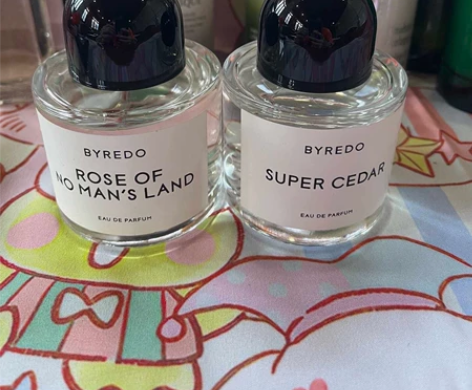 BYREDO
ROSE OF
NO MAN'S LAND
EAU DE PARFUM
BYREDO
SUPER CEDAR
EAU DE PARFUM